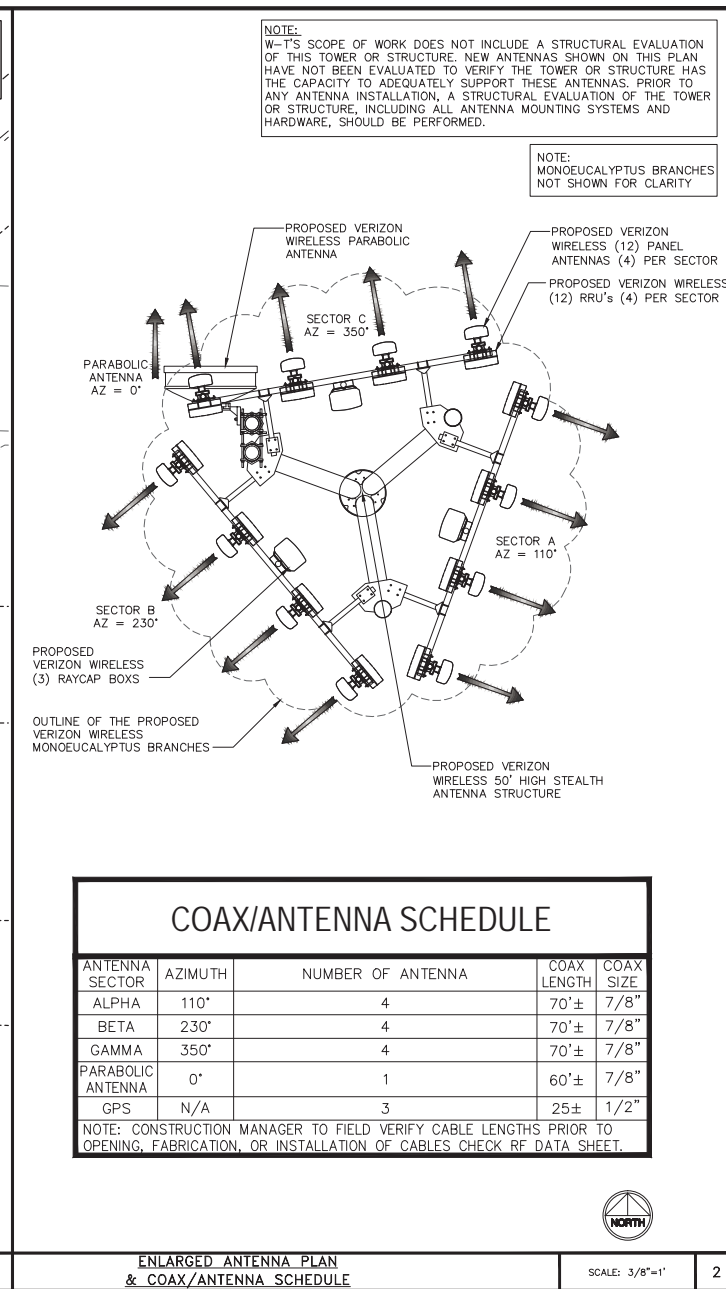 NOTE:
W-T'S SCOPE OF WORK DOES NOT INCLUDE A STRUCTURAL EVALUATION
OF THIS TOWER OR STRUCTURE. NEW ANTENNAS SHOWN ON THIS PLAN
HAVE NOT BEEN EVALUATED TO VERIFY THE TOWER OR STRUCTURE HAS
THE CAPACITY TO ADEQUATELY SUPPORT THESE ANTENNAS. PRIOR TO
ANY ANTENNA INSTALLATION, A STRUCTURAL EVALUATION OF THE TOWER
OR STRUCTURE, INCLUDING ALL ANTENNA MOUNTING SYSTEMS AND
HARDWARE, SHOULD BE PERFORMED.
NOTE:
MONOEUCALYPTUS BRANCHES
NOT SHOWN FOR CLARITY
PROPOSED VERIZON
WIRELESS PARABOLIC
ANTENNA
PROPOSED VERIZON
WIRELESS (12) PANEL
ANTENNAS (4) PER SECTOR
PROPOSED VERIZON WIRELESS
(12) RRU's (4) PER SECTOR
SECTOR C
AZ = 350°
PARABOLIC
ANTENNA
AZ = 0°
SECTOR A
AZ = 110°
SECTOR B
AZ = 230°
PROPOSED
VERIZON WIRELESS
(3) RAYCAP BOXS
OUTLINE OF THE PROPOSED
VERIZON WIRELESS
MONOEUCALYPTUS BRANCHES
PROPOSED VERIZON
WIRELESS 50' HIGH STEALTH
ANTENNA STRUCTURE
COAX/ANTENNA SCHEDULE
ANTENNA SECTOR AZIMUTH NUMBER OF ANTENNA COAX LENGTH COAX SIZE
ALPHA 110° 4 70'± 7/8"
BETA 230° 4 70'± 7/8"
GAMMA 350° 4 70'± 7/8"
PARABOLIC ANTENNA 0° 1 60'± 7/8"
GPS N/A 3 25± 1/2"
NOTE: CONSTRUCTION MANAGER TO FIELD VERIFY CABLE LENGTHS PRIOR TO
OPENING, FABRICATION, OR INSTALLATION OF CABLES CHECK RF DATA SHEET.
NORTH
ENLARGED ANTENNA PLAN
& COAX/ANTENNA SCHEDULE
SCALE: 3/8"=1'
2